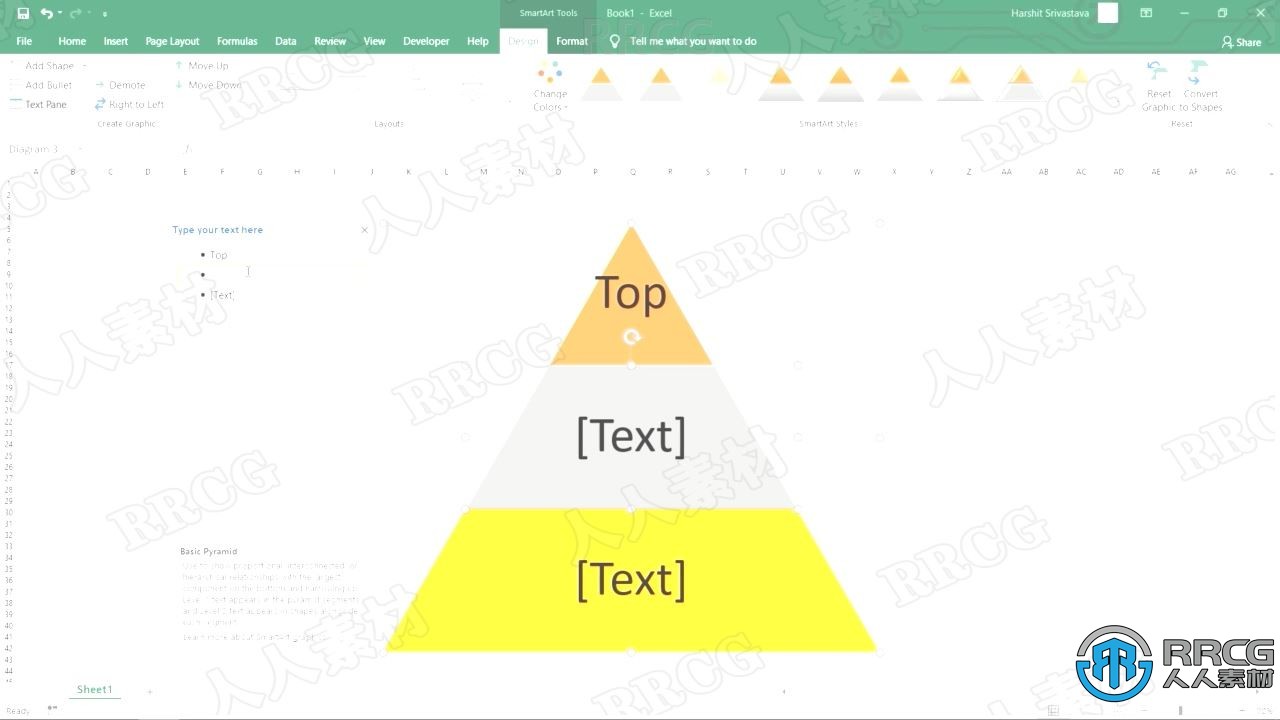 SmartArt Tools
Book1 - Excel
Harshit Srivastava
File Home Insert Page Layout Formulas Data Review View Developer Help Design Format Tell me what you want to do Share
Add Shape
Move Up
Add Bullet
Demote
Move Down
Text Pane
Right to Left
Create Graphic
Layouts
Change
Colors
SmartArt Styles
Reset
Graphic
Convert
to Shapes
Reset
Diagram 3
A B C D E F G H I J K L M N O P Q R S T U V W X Y Z AA AB AC AD AE AF AG
Type your text here
Top
[Text]
Top
[Text]
[Text]
Basic Pyramid
Learn more about SmartArt graphics
Sheet1
Ready
RRCG
人人素材